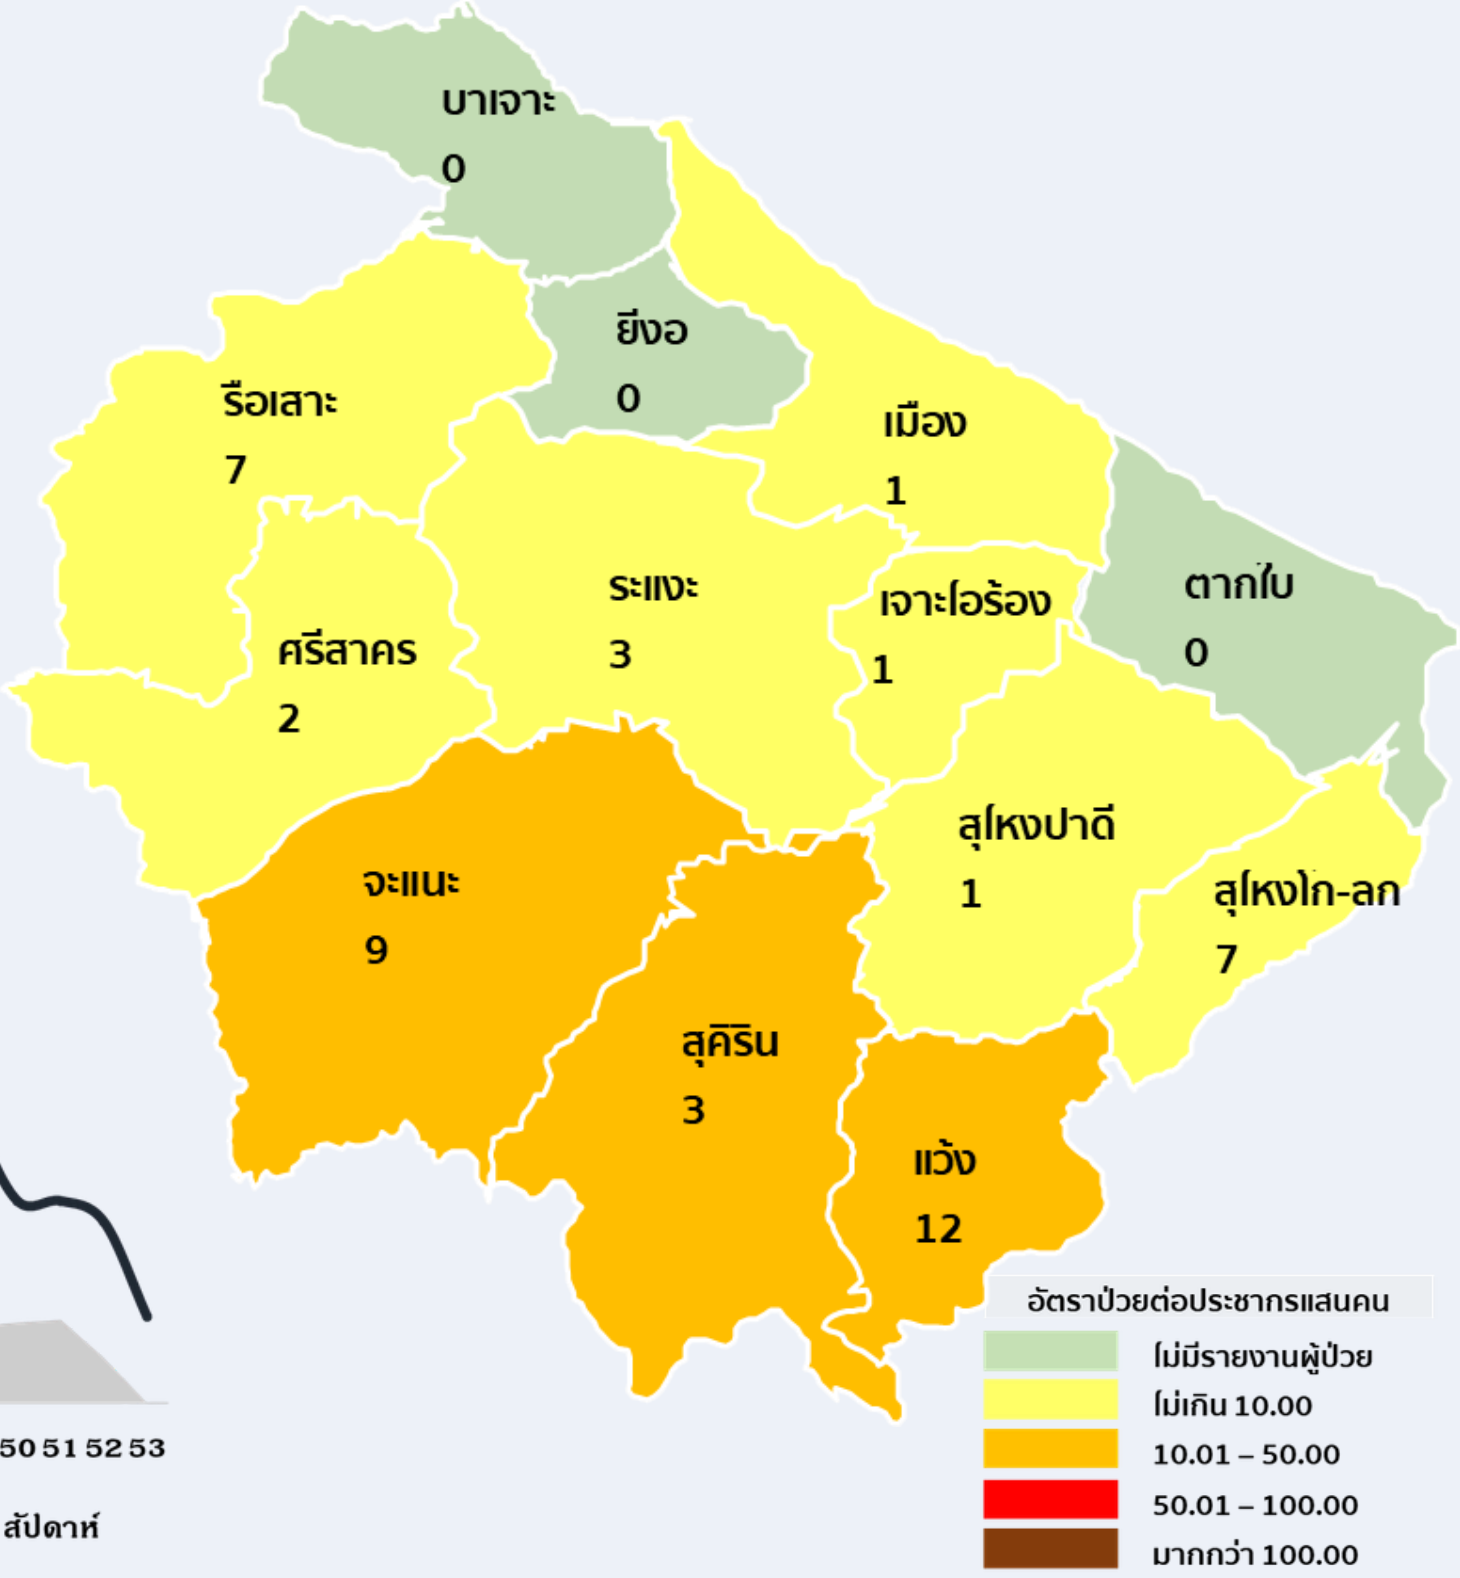 บาเจาะ
0
ยี่งอ
0
รือเสาะ
7
เมือง
1
ตากใบ
0
ระแงะ
3
เจาะไอร้อง
1
ศรีสาคร
2
สุไหงปาดี
1
สุไหงโก-ลก
7
จะแนะ
9
สุคิริน
3
แว้ง
12
อัตราป่วยต่อประชากรแสนคน
ไม่มีรายงานผู้ป่วย
ไม่เกิน 10.00
10.01 – 50.00
50.01 – 100.00
มากกว่า 100.00
50 51 52 53
สัปดาห์